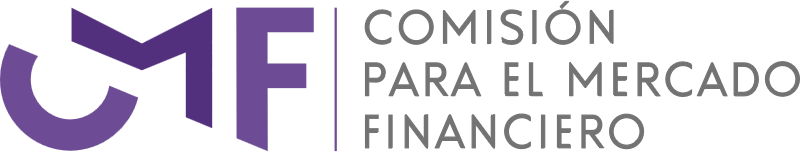 CMF
COMISIÓN
PARA EL MERCADO
FINANCIERO